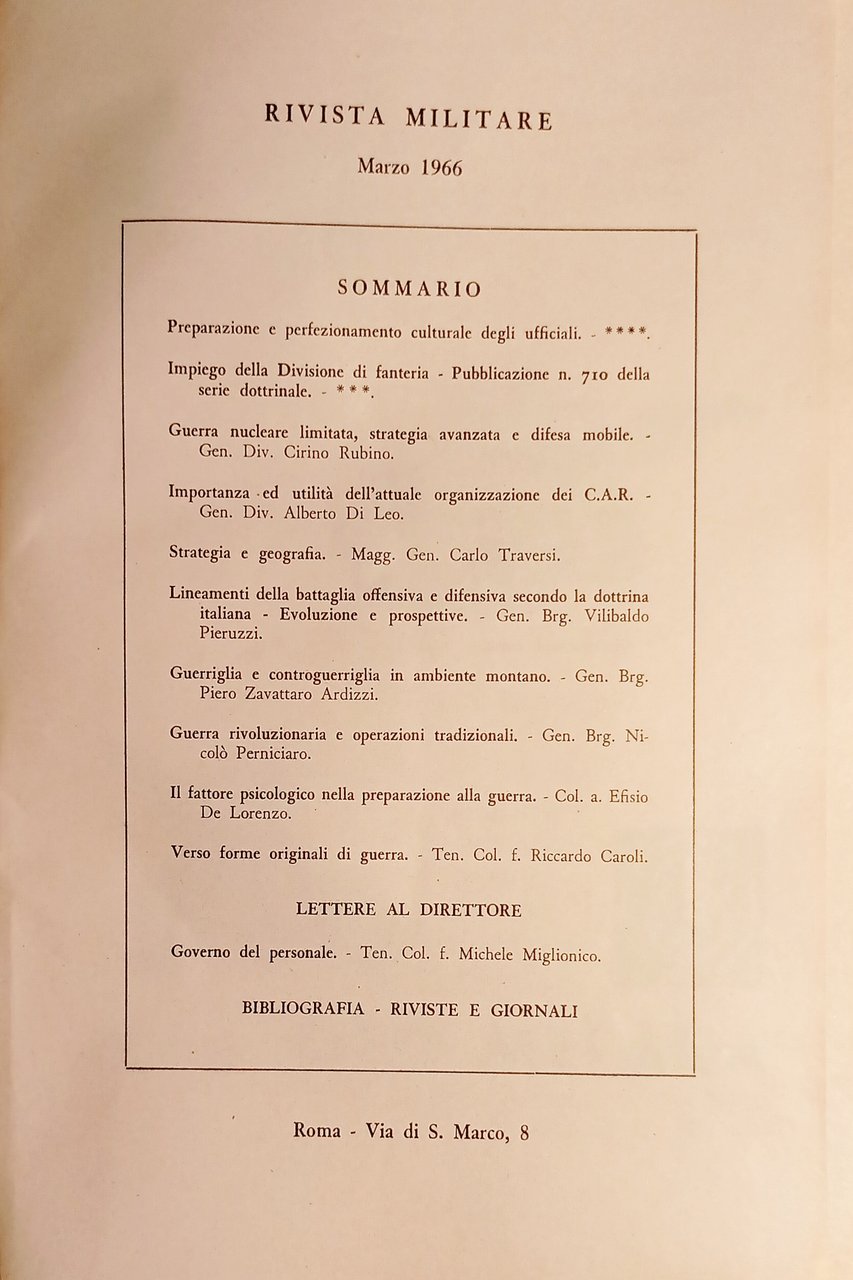 RIVISTA MILITARE
Marzo 1966
SOMMARIO
Preparazione e perfezionamento culturale degli ufficiali. - ****.
Impiego della Divisione di fanteria - Pubblicazione n. 710 della
serie dottrinale. - ***.
Guerra nucleare limitata, strategia avanzata e difesa mobile. -
Gen. Div. Cirino Rubino.
Importanza ed utilità dell'attuale organizzazione dei C.A.R. -
Gen. Div. Alberto Di Leo.
Strategia e geografia. - Magg. Gen. Carlo Traversi.
Lineamenti della battaglia offensiva e difensiva secondo la dottrina
italiana - Evoluzione e prospettive. - Gen. Brg. Vilibaldo
Pieruzzi.
Guerriglia e controguerriglia in ambiente montano. - Gen. Brg.
Piero Zavattaro Ardizzi.
Guerra rivoluzionaria e operazioni tradizionali. - Gen. Brg. Ni-
colò Perniciaro.
Il fattore psicologico nella preparazione alla guerra. - Col. a. Efisio
De Lorenzo.
Verso forme originali di guerra. - Ten. Col. f. Riccardo Caroli.
LETTERE AL DIRETTORE
Governo del personale. - Ten. Col. f. Michele Miglionico.
BIBLIOGRAFIA - RIVISTE E GIORNALI
Roma - Via di S. Marco, 8